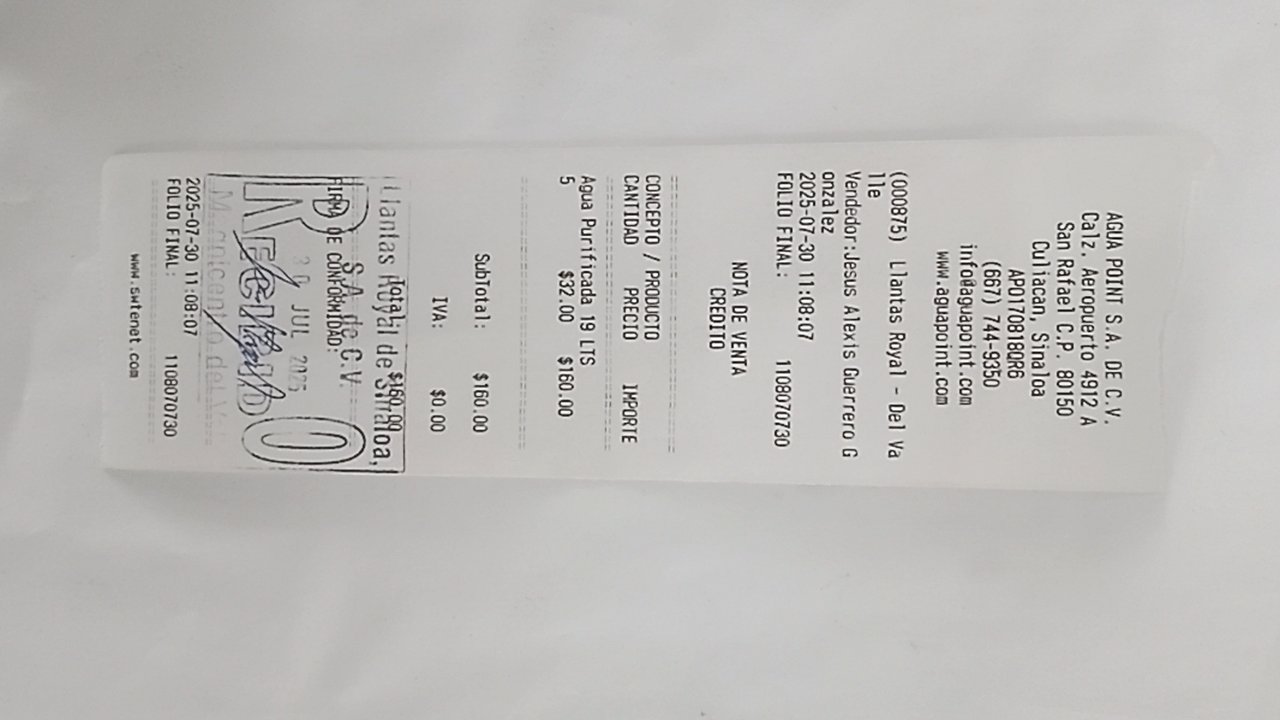 AGUA POINT S.A. DE C.V.
Calz. Aeropuerto 4912 A
San Rafael C.P. 80150
Culiacan, Sinaloa
APO170818QR6
(667) 744-9350
info@aguapoint.com
www.aguapoint.com
(000875) Llantas Royal - Del Va
lle
Vendedor:Jesus Alexis Guerrero G
onzalez
2025-07-30 11:08:07
FOLIO FINAL: 1108070730
NOTA DE VENTA
CREDITO
CONCEPTO / PRODUCTO
CANTIDAD PRECIO IMPORTE
Agua Purificada 19 LTS
5 $32.00 $160.00
SubTotal: $160.00
IVA: $0.00
Total: $160.00
Llantas Royal de Sinaloa,
S.A. de C.V.
FIRMA DE CONFORMIDAD:
30 JUL 2025
2025-07-30 11:08:07
FOLIO FINAL: 1108070730
www.swtenet.com